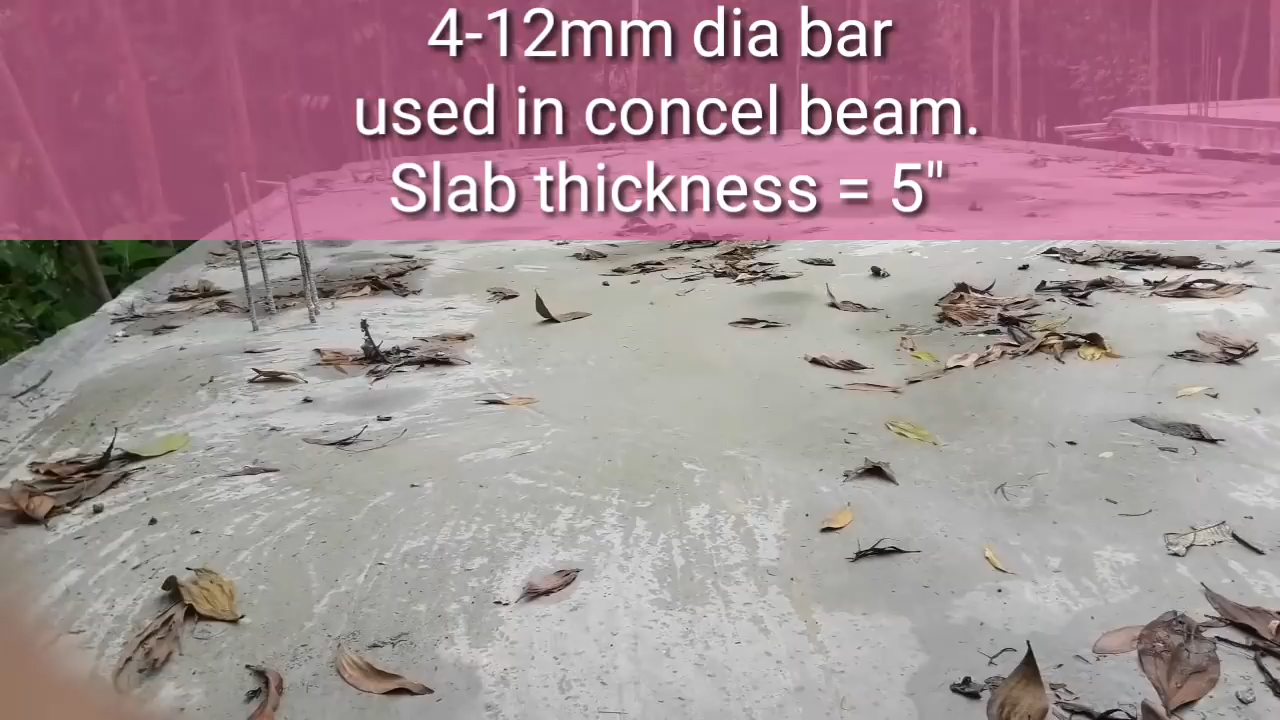 4-12mm dia bar
used in concel beam.
Slab thickness = 5"